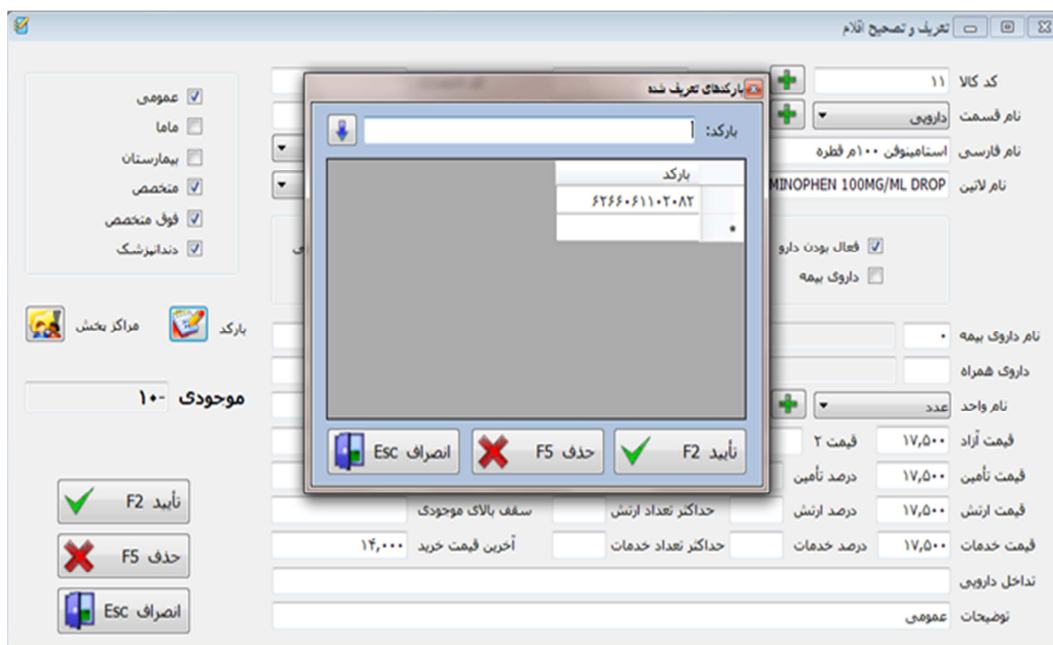 تعریف و تصحیح اقلام
کد کالا ۱۱
نام قسمت دارویی
نام فارسی استامینوفن ۱۰۰م قطره
نام لاتین MINOPHEN 100MG/ML DROP
عمومی
ماما
بیمارستان
متخصص
فوق متخصص
دندانپزشک
بارکدهای تعریف شده
بارکد:
بارکد
۶۲۶۶۰۶۱۱۰۲۰۸۲
*
تأیید F2
حذف F5
انصراف Esc
فعال بودن دارو
داروی بیمه
بارکد
مراکز بخش
موجودی -۱۰
نام داروی بیمه ۰
داروی همراه
نام واحد عدد
قیمت آزاد ۱۷,۵۰۰ قیمت ۲
قیمت تأمین ۱۷,۵۰۰ درصد تأمین
قیمت ارتش ۱۷,۵۰۰ درصد ارتش حداکثر تعداد ارتش سقف بالای موجودی
قیمت خدمات ۱۷,۵۰۰ درصد خدمات حداکثر تعداد خدمات آخرین قیمت خرید ۱۴,۰۰۰
تداخل دارویی
توضیحات عمومی
تأیید F2
حذف F5
انصراف Esc